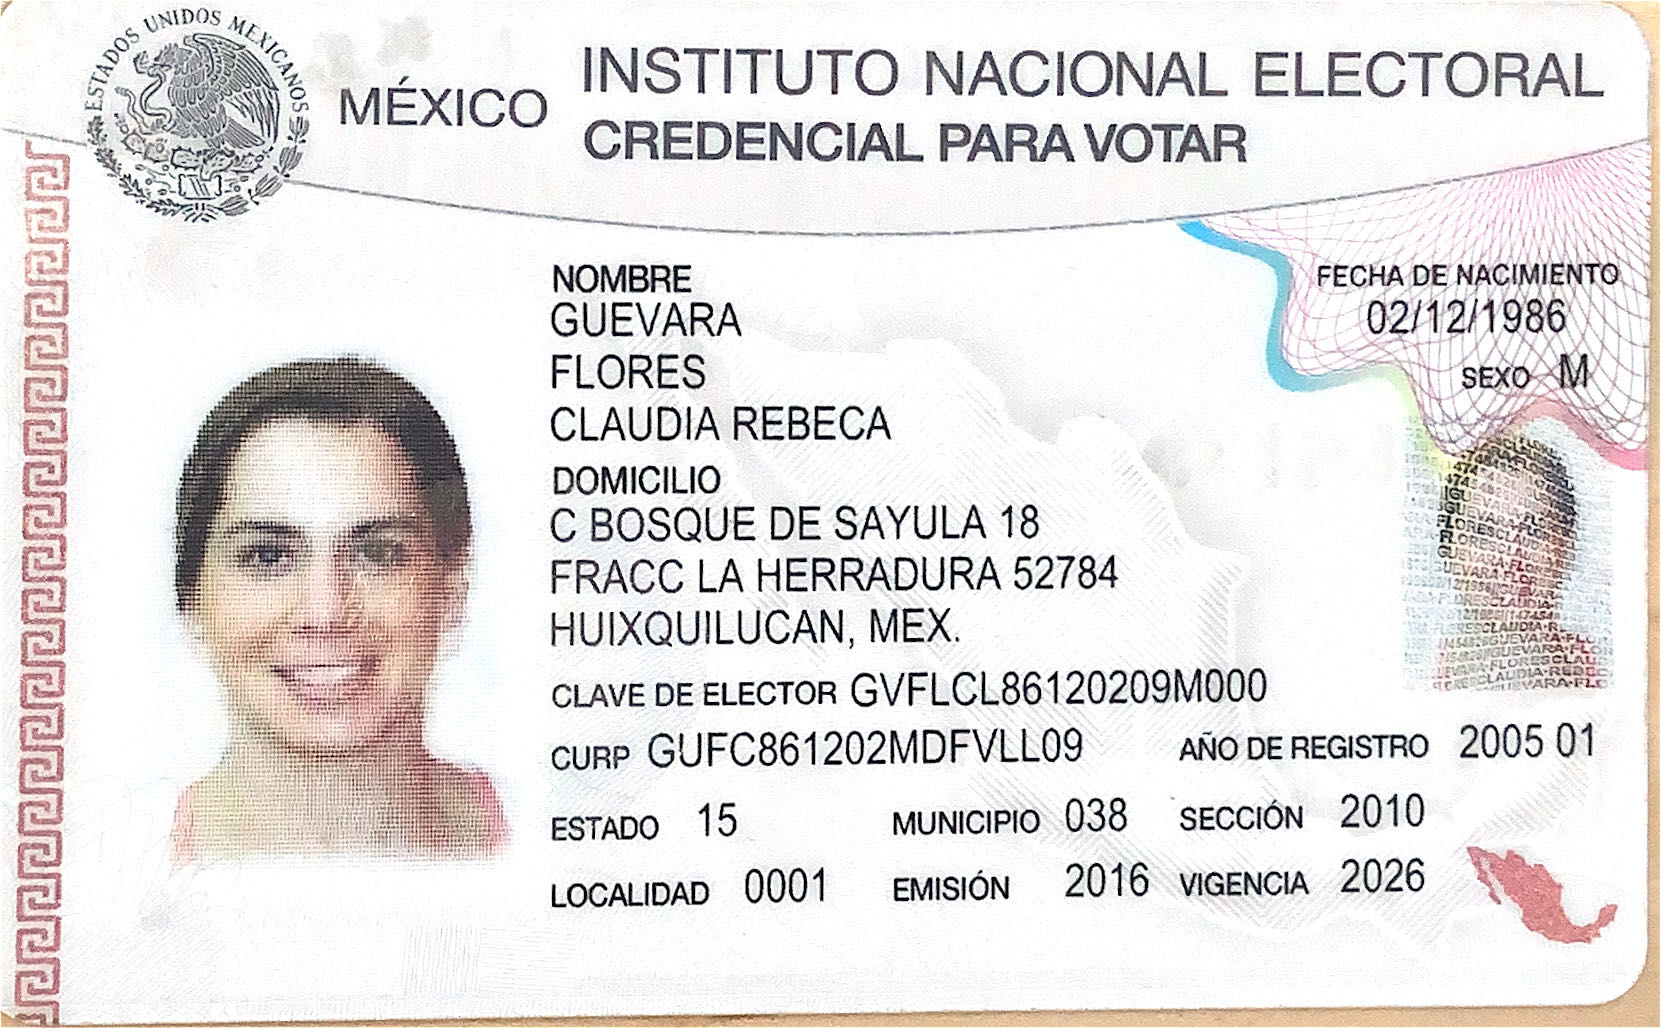 ESTADOS UNIDOS MEXICANOS
MÉXICO
INSTITUTO NACIONAL ELECTORAL
CREDENCIAL PARA VOTAR
NOMBRE
GUEVARA
FLORES
CLAUDIA REBECA
FECHA DE NACIMIENTO
02/12/1986
SEXO M
DOMICILIO
C BOSQUE DE SAYULA 18
FRACC LA HERRADURA 52784
HUIXQUILUCAN, MEX.
CLAVE DE ELECTOR GVFLCL86120209M000
CURP GUFC861202MDFVLL09 AÑO DE REGISTRO 2005 01
ESTADO 15 MUNICIPIO 038 SECCIÓN 2010
LOCALIDAD 0001 EMISIÓN 2016 VIGENCIA 2026